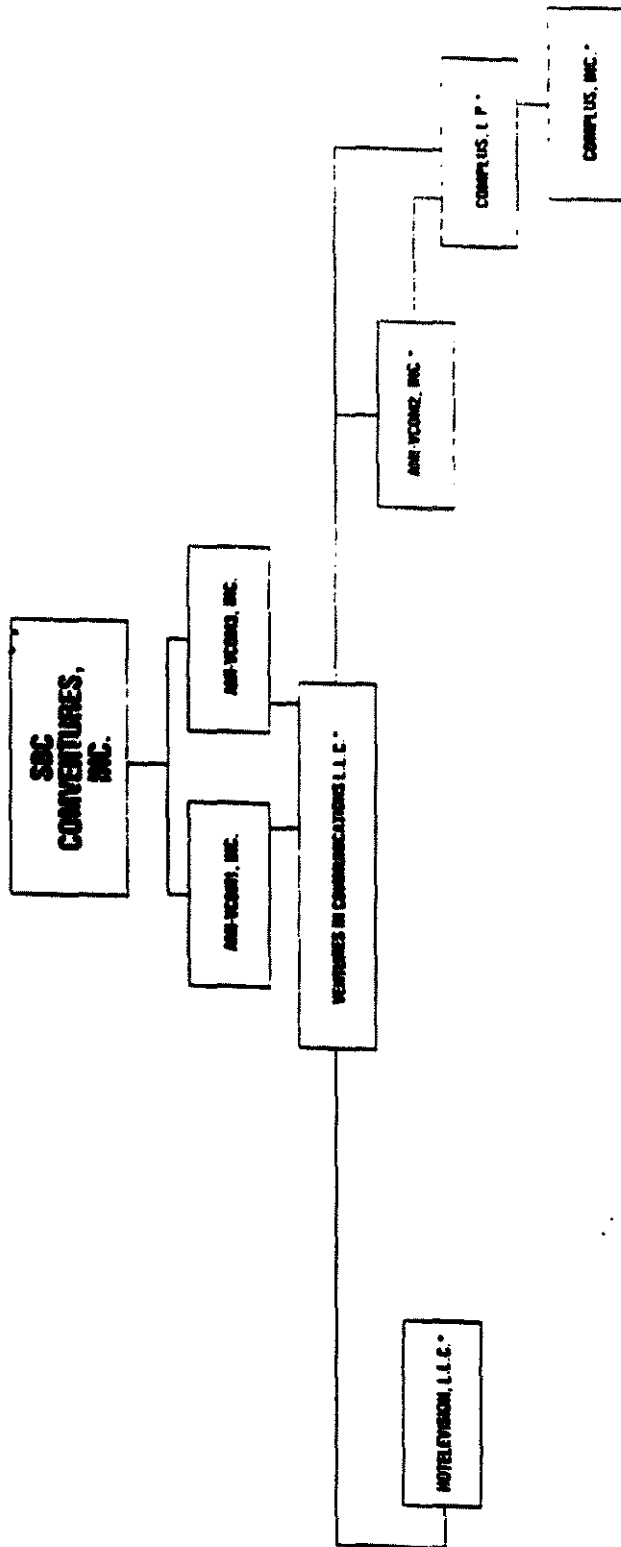 SBC
COMVENTURES,
INC.
AMR-VCOM1, INC.
AMR-VCOM3, INC.
VENTURES IN COMMUNICATIONS L.L.C.*
HOTELEVISION, L.L.C.*
AMR-VCOM2, INC *
COMPLUS, L P *
COMPLUS, INC. *